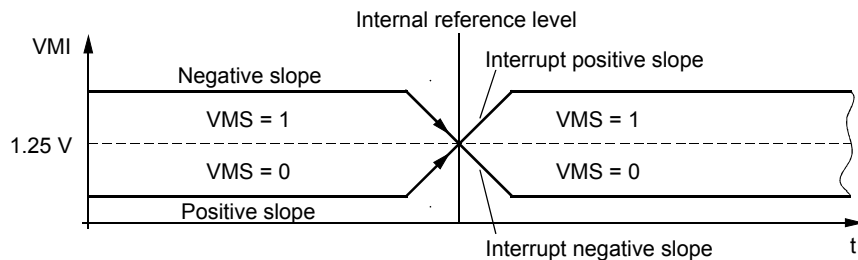 Internal reference level
VMI
Negative slope
Interrupt positive slope
VMS = 1
VMS = 1
1.25 V
VMS = 0
VMS = 0
Positive slope
Interrupt negative slope
t